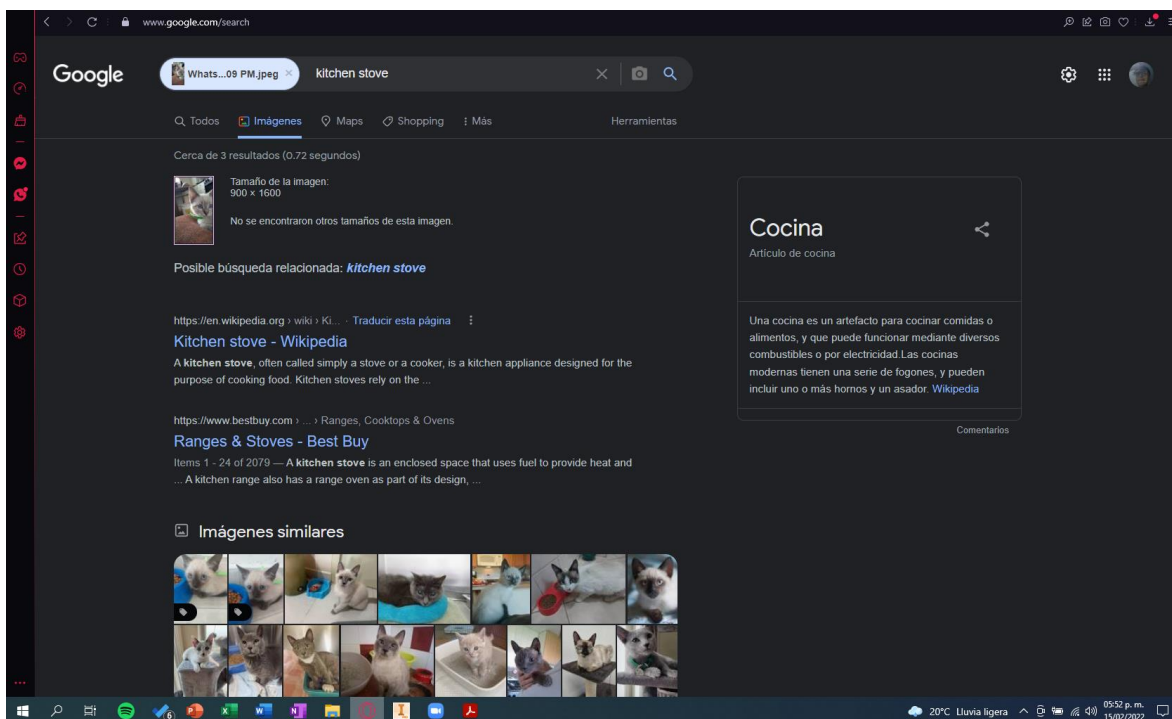 www.google.com/search
Google
Whats...09 PM.jpeg
kitchen stove
Todos
Imágenes
Maps
Shopping
Más
Herramientas
Cerca de 3 resultados (0.72 segundos)
Tamaño de la imagen:
900 × 1600
No se encontraron otros tamaños de esta imagen.
Posible búsqueda relacionada: kitchen stove
https://en.wikipedia.org › wiki › Ki... · Traducir esta página
Kitchen stove - Wikipedia
A kitchen stove, often called simply a stove or a cooker, is a kitchen appliance designed for the
purpose of cooking food. Kitchen stoves rely on the ...
https://www.bestbuy.com › ... › Ranges, Cooktops & Ovens
Ranges & Stoves - Best Buy
Items 1 - 24 of 2079 — A kitchen stove is an enclosed space that uses fuel to provide heat and
... A kitchen range also has a range oven as part of its design, ...
Imágenes similares
Cocina
Artículo de cocina
Una cocina es un artefacto para cocinar comidas o
alimentos, y que puede funcionar mediante diversos
combustibles o por electricidad.Las cocinas
modernas tienen una serie de fogones, y pueden
incluir uno o más hornos y un asador. Wikipedia
Comentarios
6
20°C Lluvia ligera
05:52 p. m.
15/02/2022